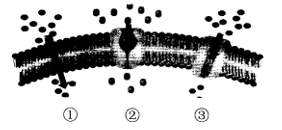 ① ② ③